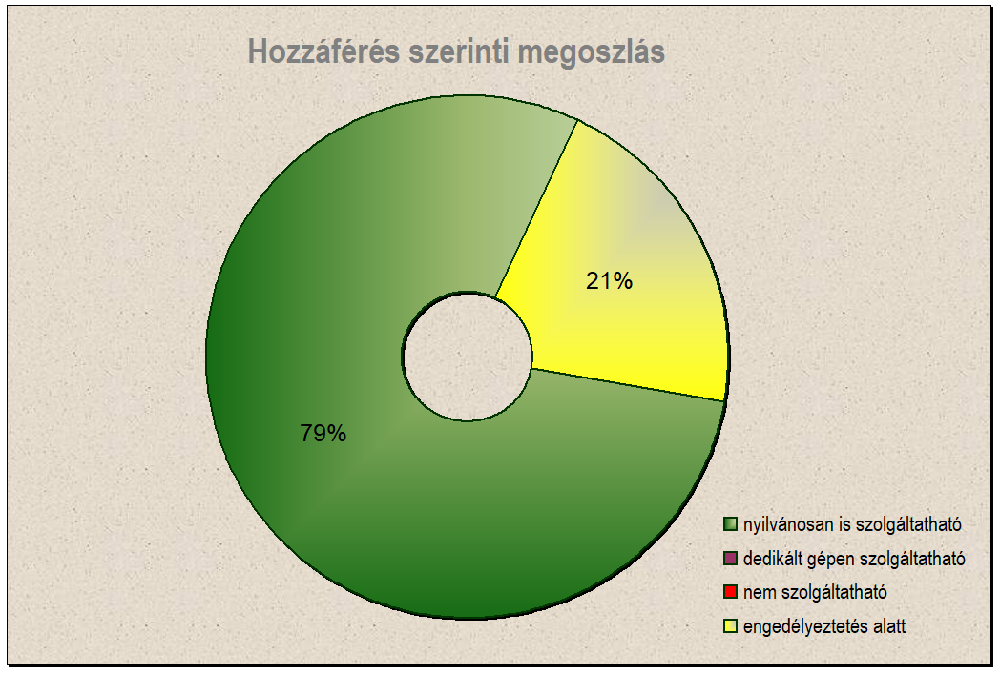 Hozzáférés szerinti megoszlás
21%
79%
nyilvánosan is szolgáltatható
dedikált gépen szolgáltatható
nem szolgáltatható
engedélyeztetés alatt